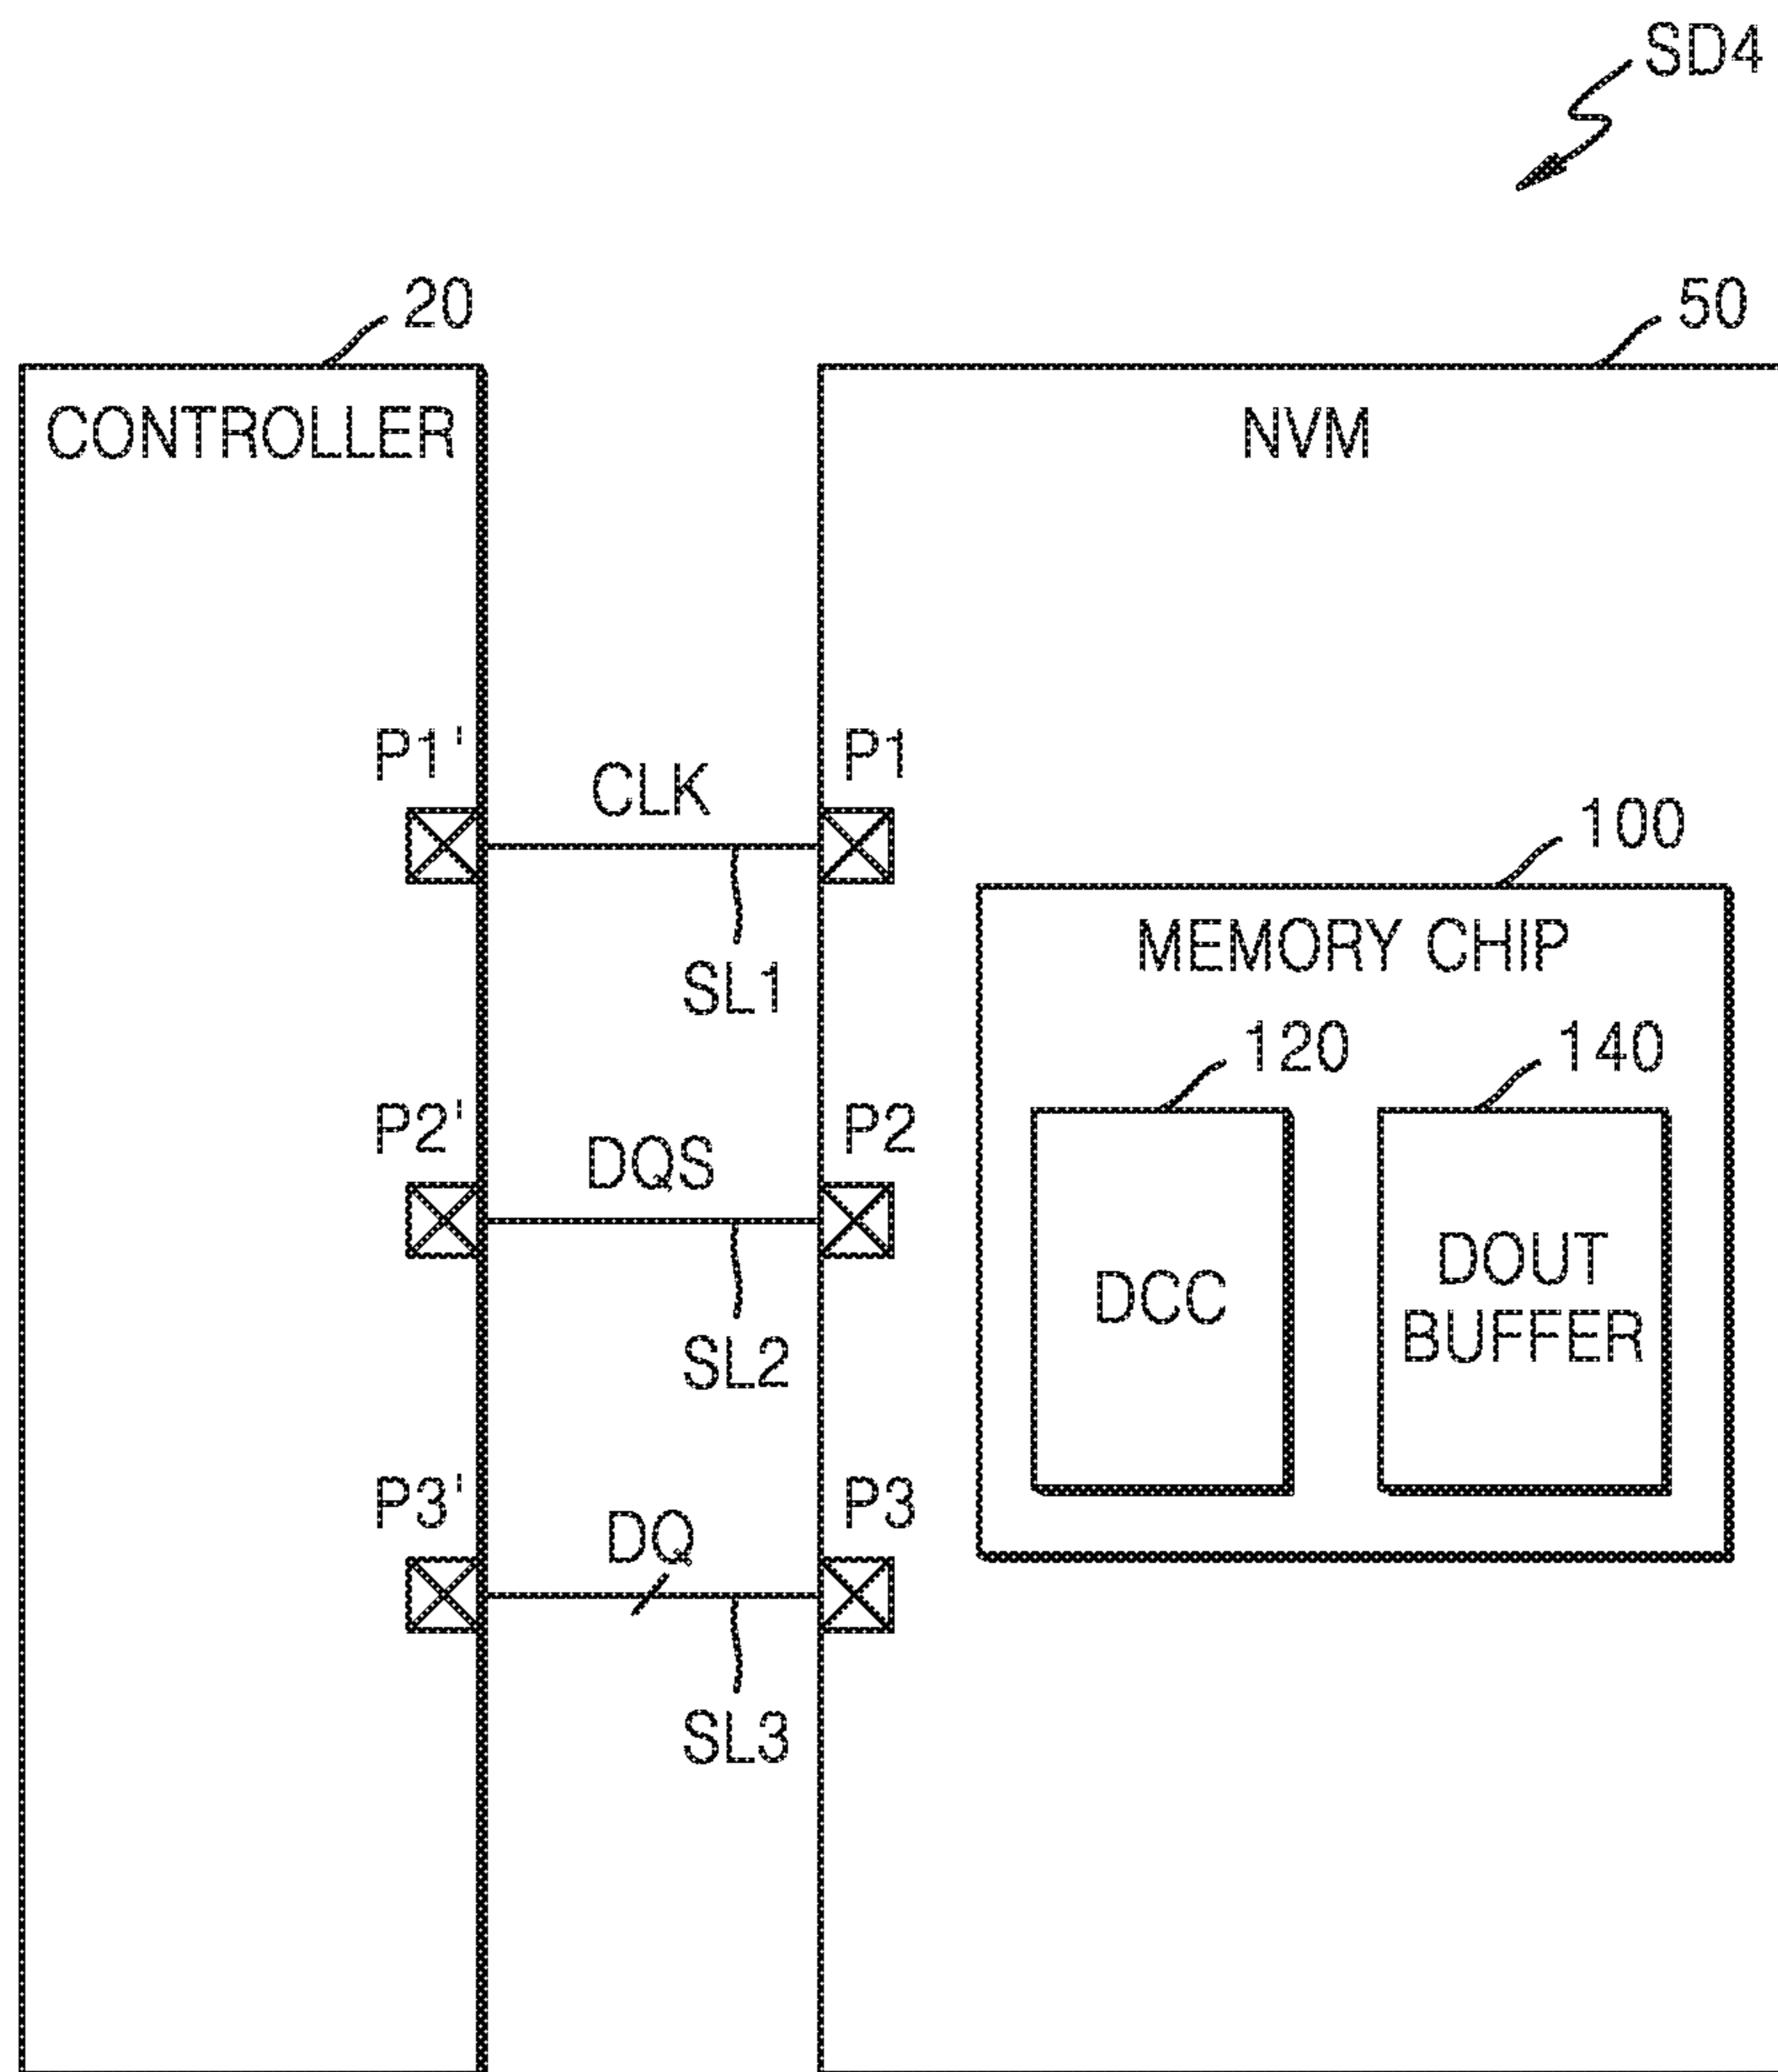 SD4
20
50
CONTROLLER
NVM
P1'
CLK
P1
SL1
100
MEMORY CHIP
120
140
P2'
DQS
P2
SL2
DCC
DOUT
BUFFER
P3'
DQ
P3
SL3